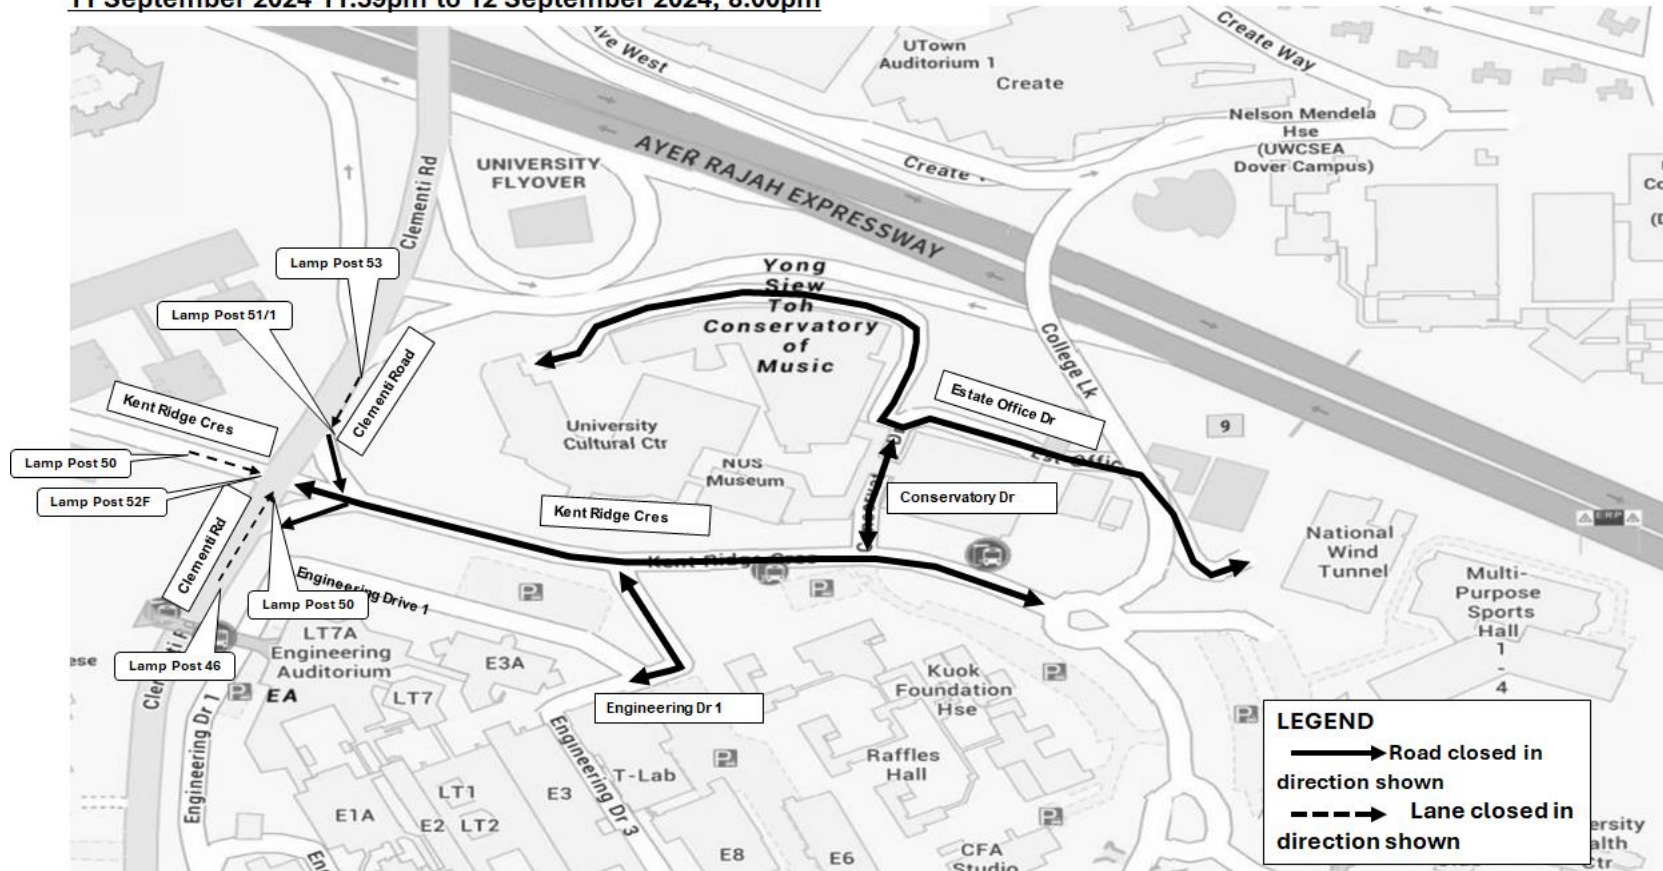 11 September 2024 11.59pm to 12 September 2024, 8.00pm
Ave West
UTown
Auditorium 1
Create
Create Way
Nelson Mendela
Hse
(UWCSEA
Dover Campus)
Clementi Rd
UNIVERSITY
FLYOVER
AYER RAJAH EXPRESSWAY
Create
Lamp Post 53
Lamp Post 51/1
Yong
Siew
Toh
Conservatory
of
Music
College Lk
Clementi Road
Kent Ridge Cres
Estate Office Dr
9
University
Cultural Ctr
Est Offic
Lamp Post 50
NUS
Museum
Lamp Post 52F
Conservatory Dr
Kent Ridge Cres
ERP
Clementi Rd
Kent Ridge Cres
National
Wind
Tunnel
Engineering Drive 1
Lamp Post 50
Multi-
Purpose
Sports
Hall
1
-
4
LT7A
Engineering
Auditorium
E3A
Lamp Post 46
EA
LT7
Kuok
Foundation
Hse
Engineering Dr 1
Engineering Dr 1
Engineering Dr 3
T-Lab
Raffles
Hall
LT1
E3
E1A
E2 LT2
E8
E6
CFA
Studio
LEGEND
Road closed in
direction shown
Lane closed in
direction shown